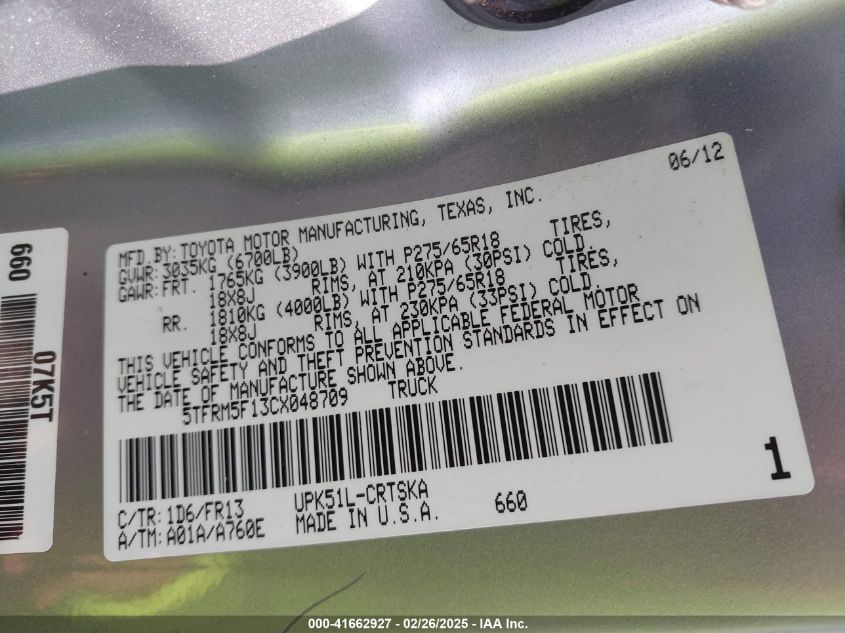 06/12
MFD.BY:TOYOTA MOTOR MANUFACTURING, TEXAS, INC.
GVWR:3035KG (6700LB)
GAWR:FRT. 1765KG (3900LB) WITH P275/65R18 TIRES,
18X8J RIMS, AT 210KPA (30PSI) COLD.
RR. 1810KG (4000LB) WITH P275/65R18 TIRES,
18X8J RIMS, AT 230KPA (33PSI) COLD.
THIS VEHICLE CONFORMS TO ALL APPLICABLE FEDERAL MOTOR
VEHICLE SAFETY AND THEFT PREVENTION STANDARDS IN EFFECT ON
THE DATE OF MANUFACTURE SHOWN ABOVE.
5TFRM5F13CX048709 TRUCK
C/TR:1D6/FR13 UPK51L-CRTSKA 660 1
A/TM:A01A/A760E MADE IN U.S.A.
660
07K5T
000-41662927 - 02/26/2025 - IAA Inc.